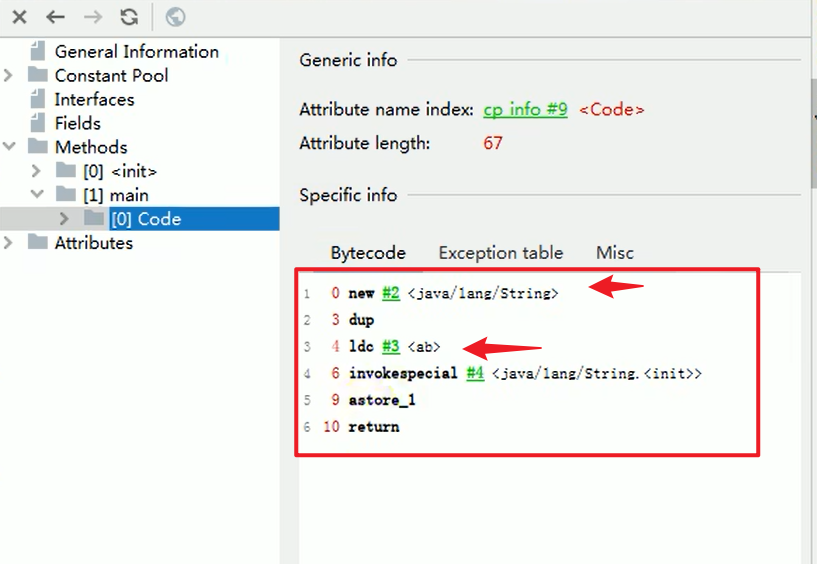 General Information
Constant Pool
Interfaces
Fields
Methods
[0] <init>
[1] main
[0] Code
Attributes
Generic info
Attribute name index: cp info #9 <Code>
Attribute length: 67
Specific info
Bytecode Exception table Misc
1 0 new #2 <java/lang/String>
2 3 dup
3 4 ldc #3 <ab>
4 6 invokespecial #4 <java/lang/String.<init>>
5 9 astore_1
6 10 return